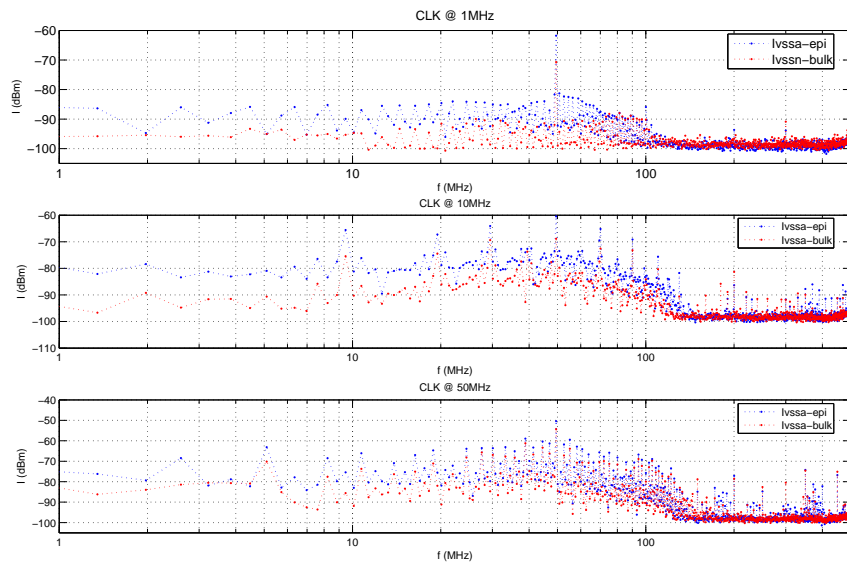 CLK @ 1MHz
−60
−70
−80
−90
−100
I (dBm)
Ivssa−epi
Ivssn−bulk
1
10
100
f (MHz)
CLK @ 10MHz
−60
−70
−80
−90
−100
−110
I (dBm)
Ivssa−epi
Ivssa−bulk
1
10
100
f (MHz)
CLK @ 50MHz
−40
−50
−60
−70
−80
−90
−100
I (dBm)
Ivssa−epi
Ivssa−bulk
1
10
100
f (MHz)